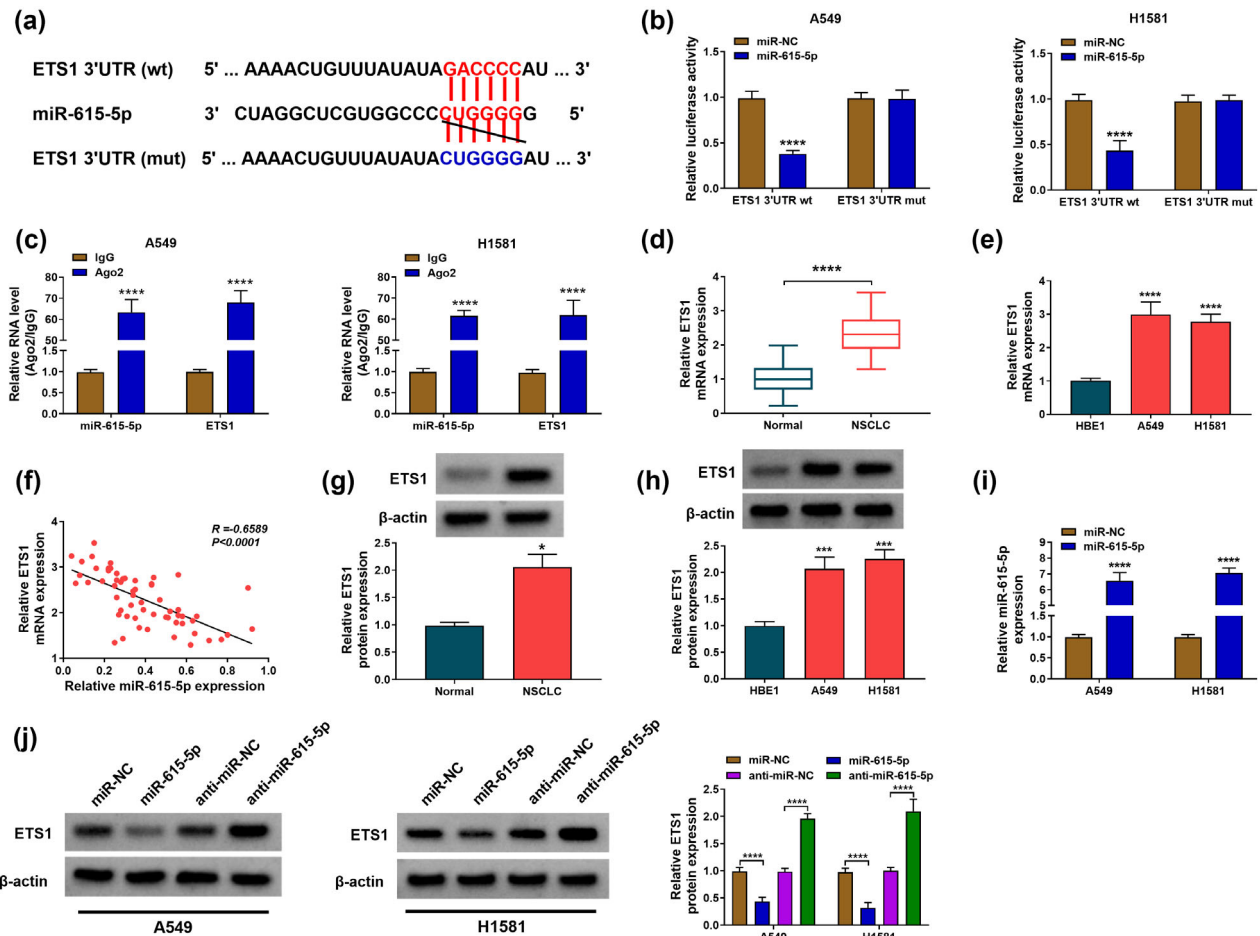 (a)
ETS1 3'UTR (wt) 5' ... AAAACUGUUUAUAUAGACCCCAU ... 3'
miR-615-5p 3' CUAGGCUCGUGGCCCCUGGGGG 5'
ETS1 3'UTR (mut) 5' ... AAAACUGUUUAUAUACUGGGGAU ... 3'
(b)
A549
miR-NC
miR-615-5p
Relative luciferase activity
1.5
1.0
0.5
0.0
****
ETS1 3'UTR wt ETS1 3'UTR mut
H1581
miR-NC
miR-615-5p
Relative luciferase activity
1.5
1.0
0.5
0.0
****
ETS1 3'UTR wt ETS1 3'UTR mut
(c)
A549
IgG
Ago2
Relative RNA level
(Ago2/IgG)
80
70
60
50
1.5
1.0
0.5
0.0
**** ****
miR-615-5p ETS1
H1581
IgG
Ago2
Relative RNA level
(Ago2/IgG)
80
70
60
50
1.5
1.0
0.5
0.0
**** ****
miR-615-5p ETS1
(d)
Relative ETS1
mRNA expression
4
3
2
1
0
****
Normal NSCLC
(e)
Relative ETS1
mRNA expression
4
3
2
1
0
**** ****
HBE1 A549 H1581
(f)
Relative ETS1
mRNA expression
4
3
2
1
R =-0.6589
P<0.0001
0.0 0.2 0.4 0.6 0.8 1.0
Relative miR-615-5p expression
(g)
ETS1
β-actin
Relative ETS1
protein expression
2.5
2.0
1.5
1.0
0.5
0.0
*
Normal NSCLC
(h)
ETS1
β-actin
Relative ETS1
protein expression
2.5
2.0
1.5
1.0
0.5
0.0
*** ***
HBE1 A549 H1581
(i)
miR-NC
miR-615-5p
Relative miR-615-5p
expression
8
7
6
5
1.5
1.0
0.5
0.0
**** ****
A549 H1581
(j)
miR-NC miR-615-5p anti-miR-NC anti-miR-615-5p
ETS1
β-actin
A549
miR-NC miR-615-5p anti-miR-NC anti-miR-615-5p
ETS1
β-actin
H1581
miR-NC miR-615-5p
anti-miR-NC anti-miR-615-5p
Relative ETS1
protein expression
2.5
2.0
1.5
1.0
0.5
0.0
**** **** **** ****
A549 H1581